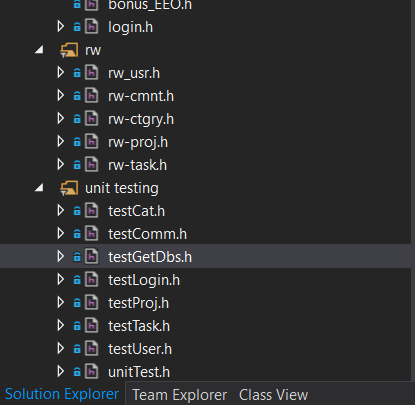 bonus_EEO.h
login.h
rw
rw_usr.h
rw-cmnt.h
rw-ctgry.h
rw-proj.h
rw-task.h
unit testing
testCat.h
testComm.h
testGetDbs.h
testLogin.h
testProj.h
testTask.h
testUser.h
unitTest.h
Solution Explorer Team Explorer Class View